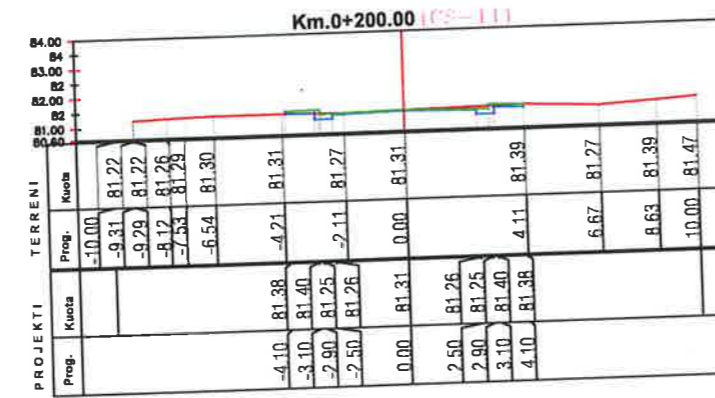 Km.0+200.00 (CS-11)
84.00
84
83.00
82
82.00
82
81.00
80.60
TERRENI
Kuota
81.22 81.22 81.26 81.29 81.30 81.31 81.27 81.31 81.39 81.27 81.39 81.47
Prog.
-10.00 -9.31 -9.29 -8.12 -7.53 -6.54 -4.21 -2.11 0.00 4.11 6.67 8.63 10.00
PROJEKTI
Kuota
81.38 81.40 81.25 81.26 81.31 81.26 81.25 81.40 81.38
Prog.
-4.10 -3.10 -2.90 -2.50 0.00 2.50 2.90 3.10 4.10